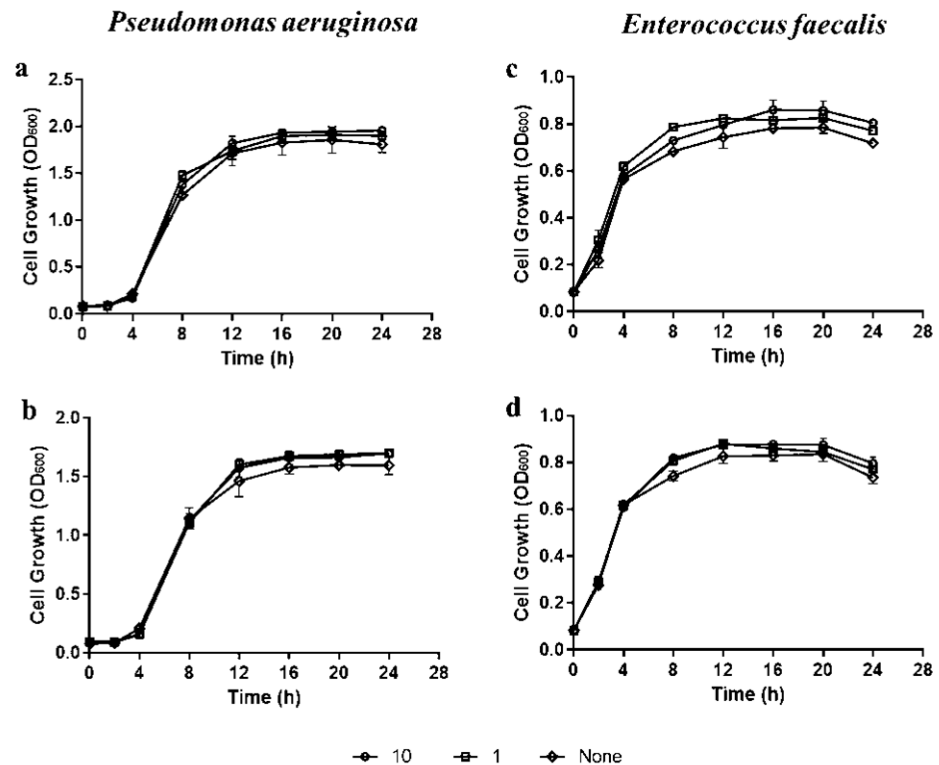 Pseudomonas aeruginosa
Enterococcus faecalis
a
2.5
2.0
1.5
1.0
0.5
0.0
Cell Growth (OD600)
0 4 8 12 16 20 24 28
Time (h)
c
1.0
0.8
0.6
0.4
0.2
0.0
Cell Growth (OD600)
0 4 8 12 16 20 24 28
Time (h)
b
2.0
1.5
1.0
0.5
0.0
Cell Growth (OD600)
0 4 8 12 16 20 24 28
Time (h)
d
1.0
0.8
0.6
0.4
0.2
0.0
Cell Growth (OD600)
0 4 8 12 16 20 24 28
Time (h)
10 1 None